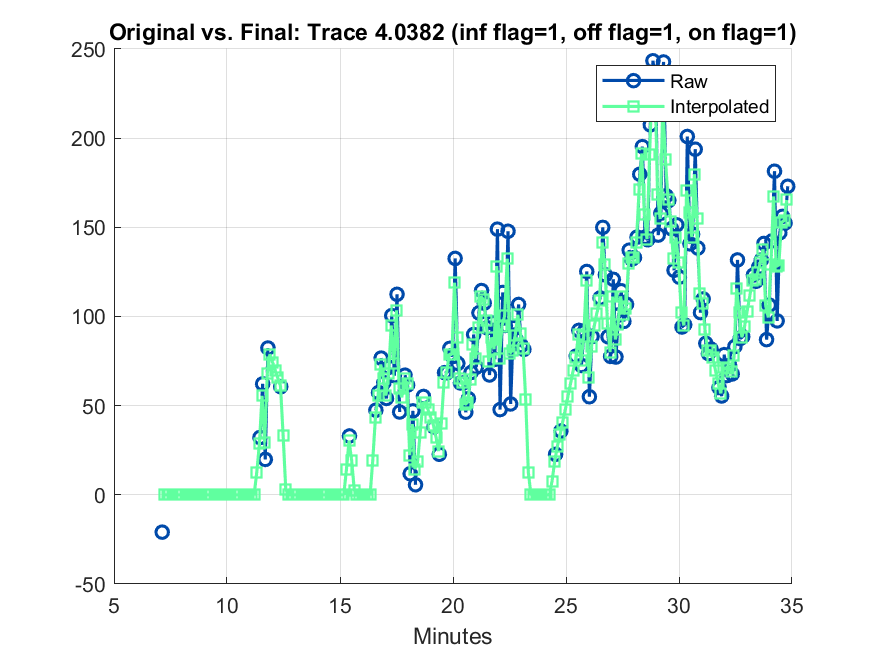 Original vs. Final: Trace 4.0382 (inf flag=1, off flag=1, on flag=1)
250
200
150
100
50
0
-50
Raw
Interpolated
5 10 15 20 25 30 35
Minutes